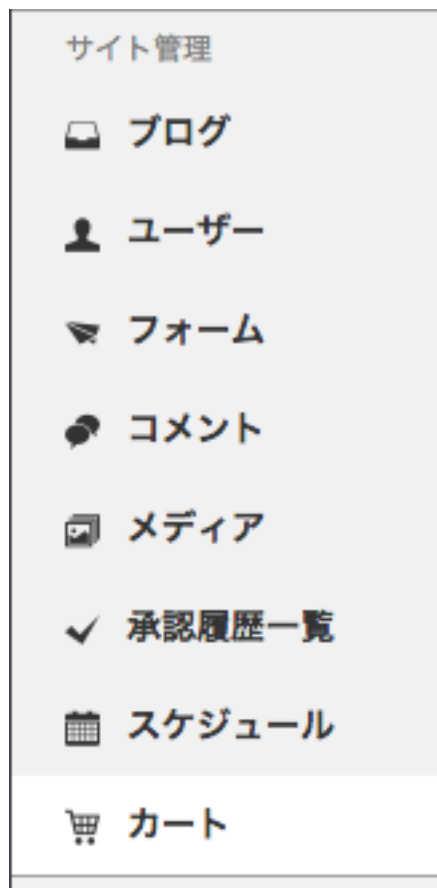 サイト管理
ブログ
ユーザー
フォーム
コメント
メディア
承認履歴一覧
スケジュール
カート